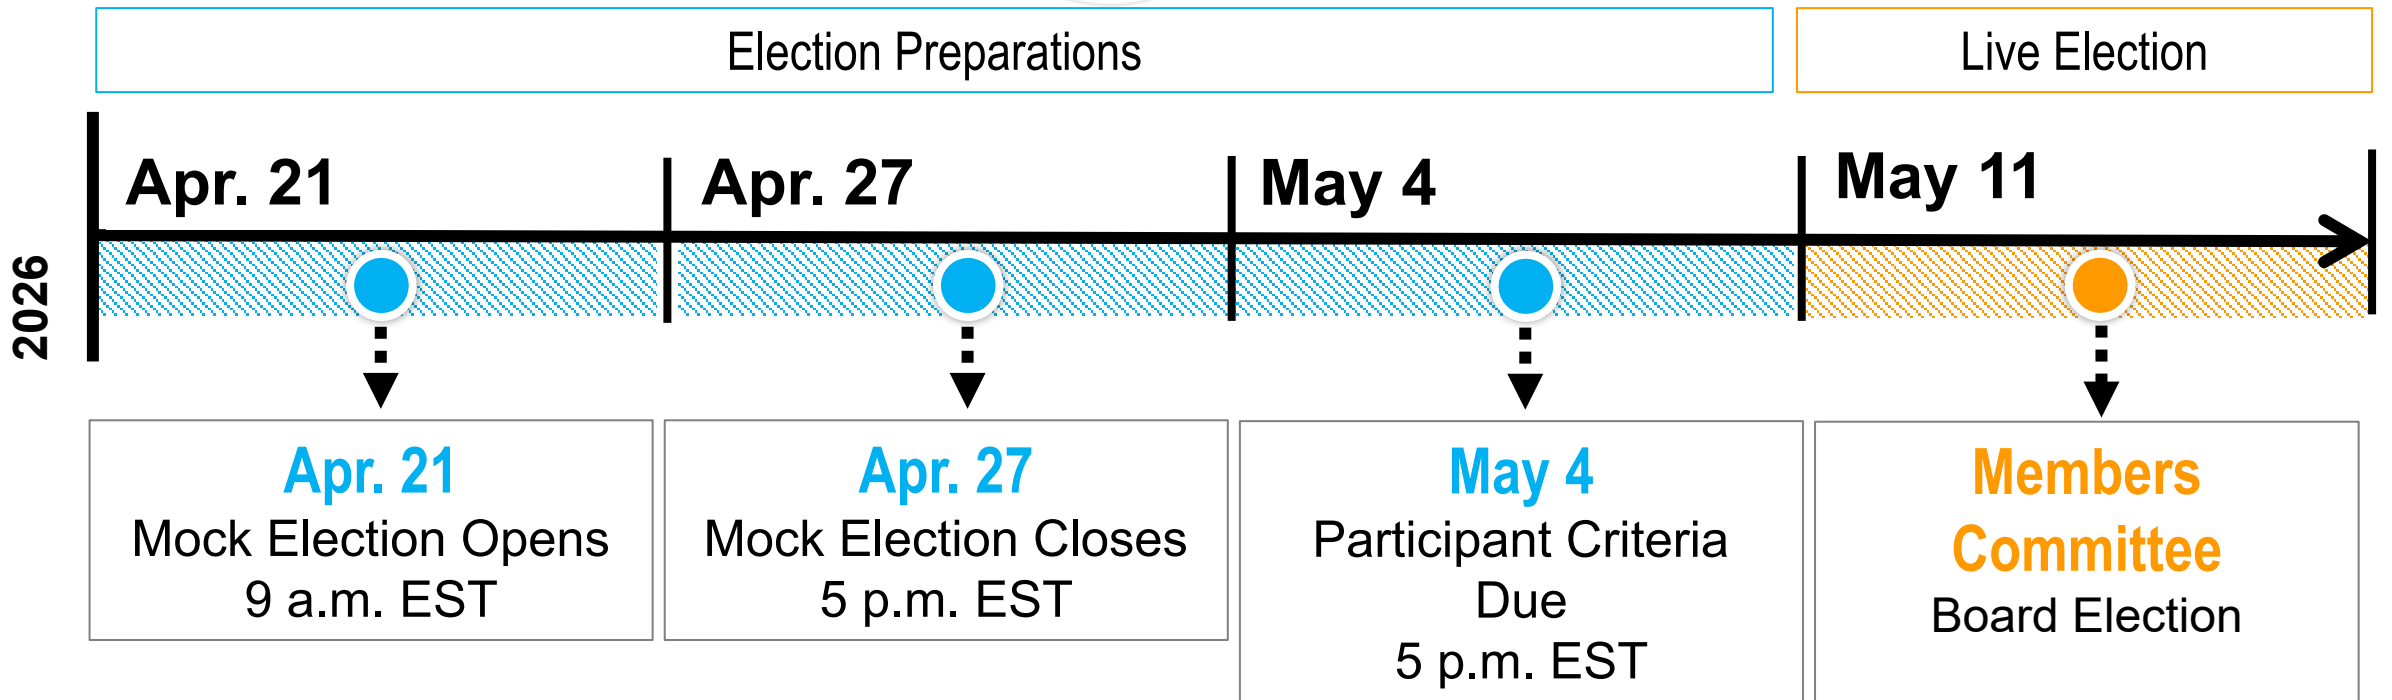 Election Preparations
Live Election
2026
Apr. 21
Apr. 27
May 4
May 11
Apr. 21
Mock Election Opens
9 a.m. EST
Apr. 27
Mock Election Closes
5 p.m. EST
May 4
Participant Criteria
Due
5 p.m. EST
Members
Committee
Board Election